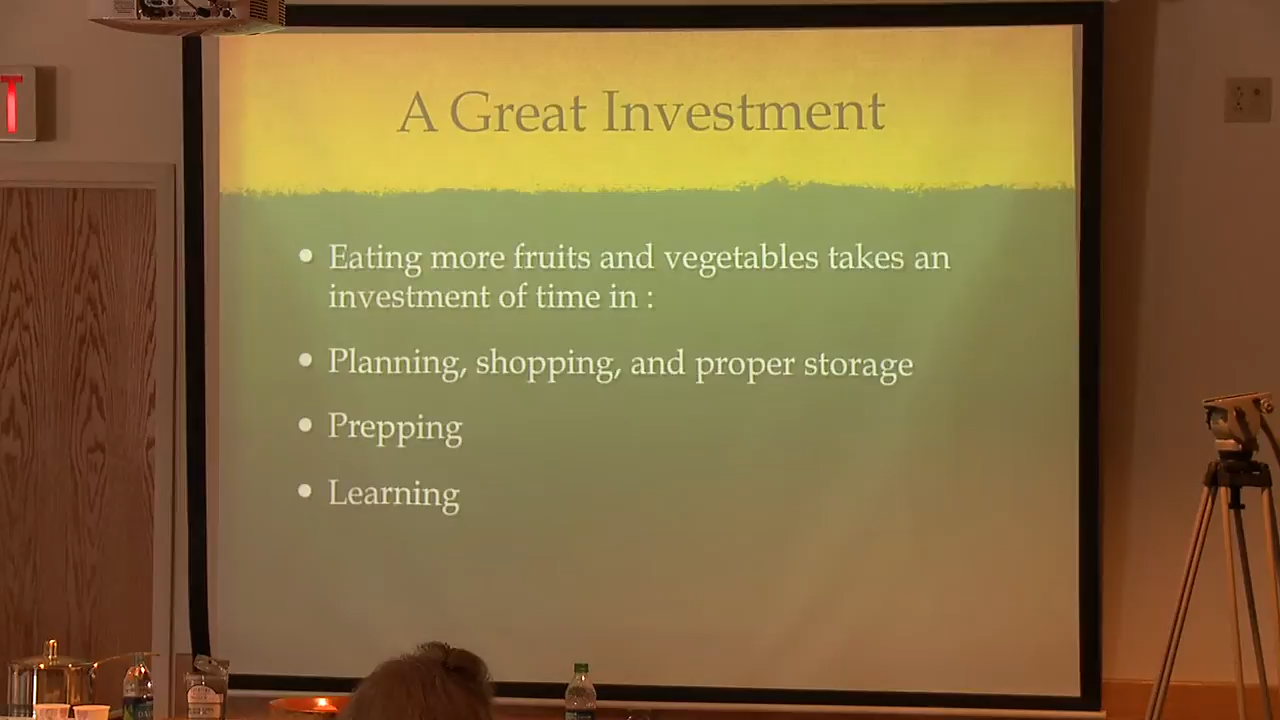 T
A Great Investment
• Eating more fruits and vegetables takes an
investment of time in :
• Planning, shopping, and proper storage
• Prepping
• Learning